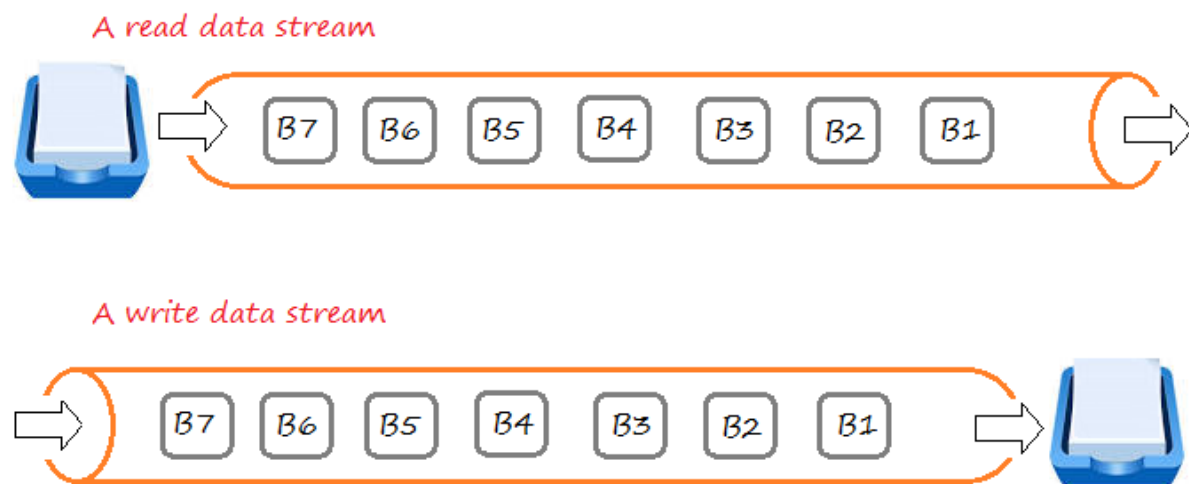 A read data stream
B7 B6 B5 B4 B3 B2 B1
A write data stream
B7 B6 B5 B4 B3 B2 B1